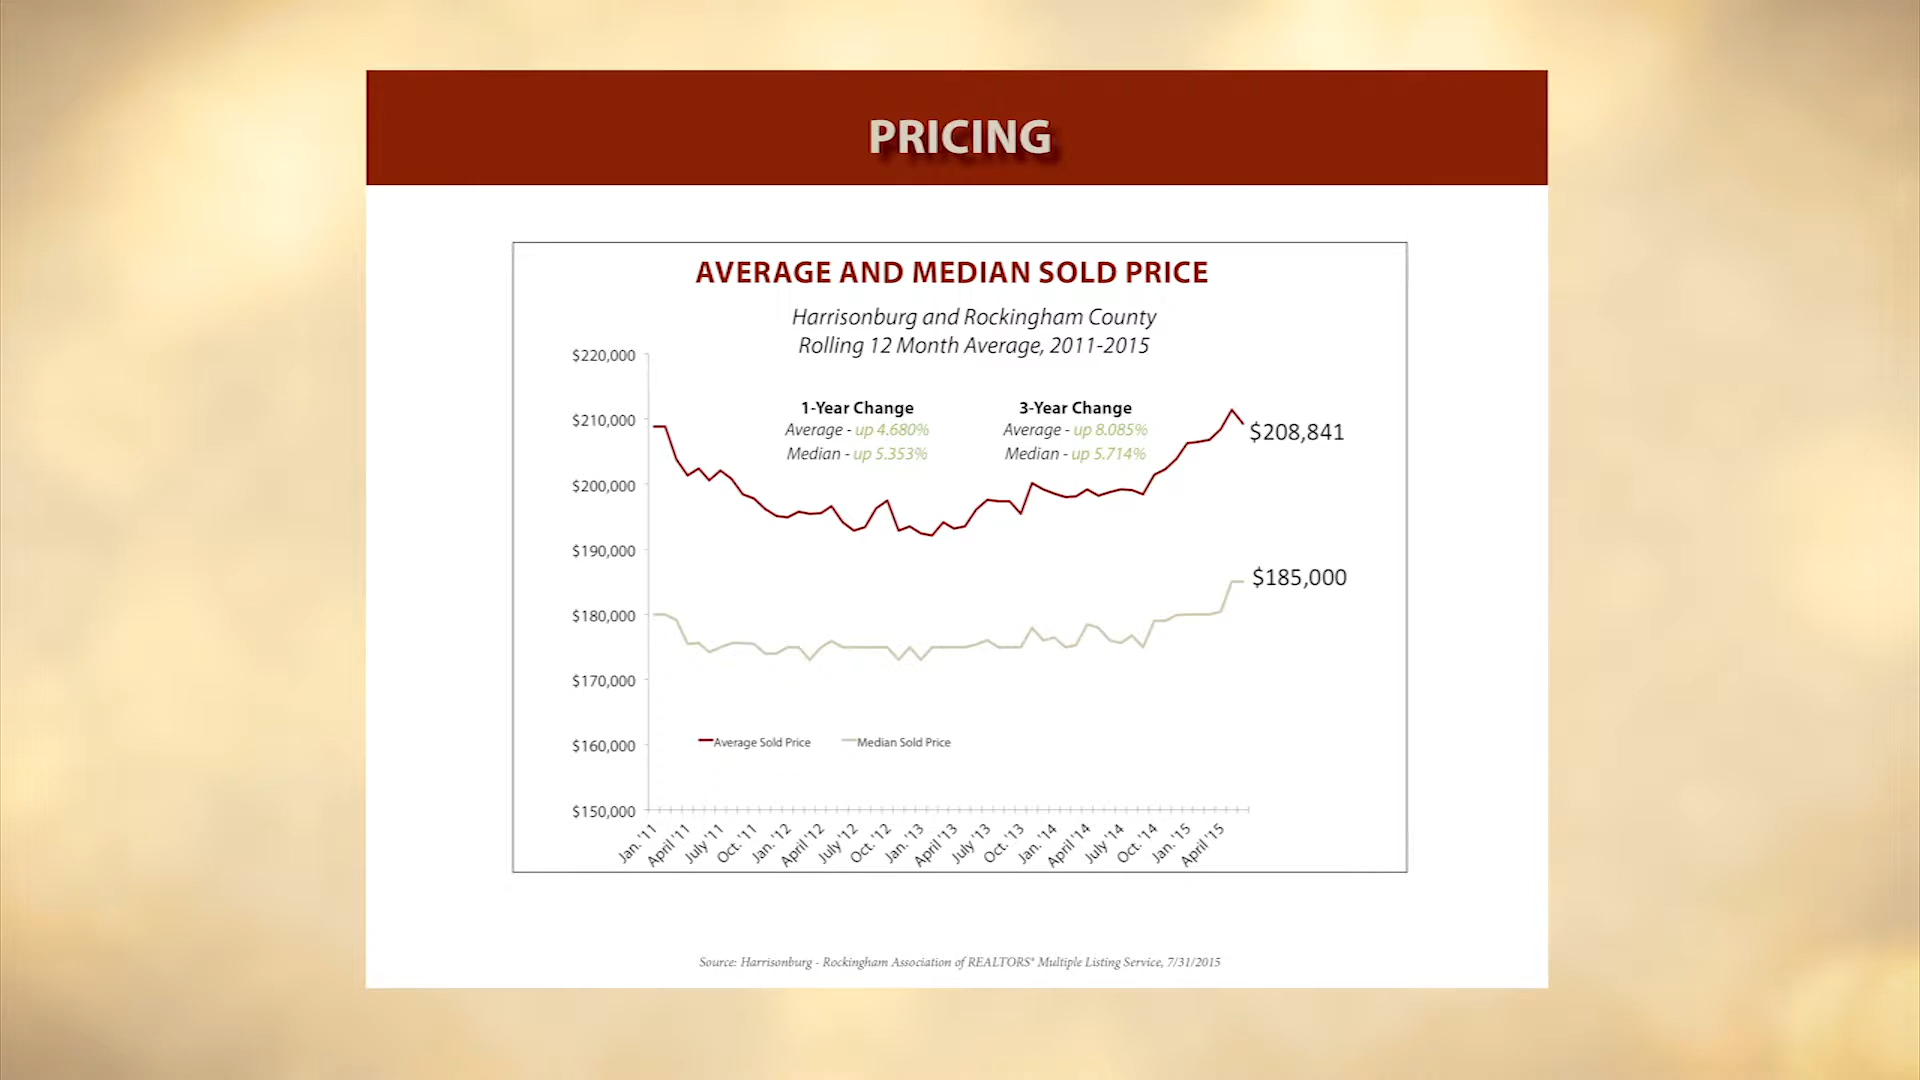 PRICING
AVERAGE AND MEDIAN SOLD PRICE
Harrisonburg and Rockingham County
Rolling 12 Month Average, 2011-2015
1-Year Change
Average - up 4.680%
Median - up 5.353%
3-Year Change
Average - up 8.085%
Median - up 5.714%
$220,000
$210,000
$200,000
$190,000
$180,000
$170,000
$160,000
$150,000
$208,841
$185,000
Average Sold Price
Median Sold Price
Jan. '11
April '11
July '11
Oct. '11
Jan. '12
April '12
July '12
Oct. '12
Jan. '13
April '13
July '13
Oct. '13
Jan. '14
April '14
July '14
Oct. '14
Jan. '15
April '15
Source: Harrisonburg - Rockingham Association of REALTORS® Multiple Listing Service, 7/31/2015